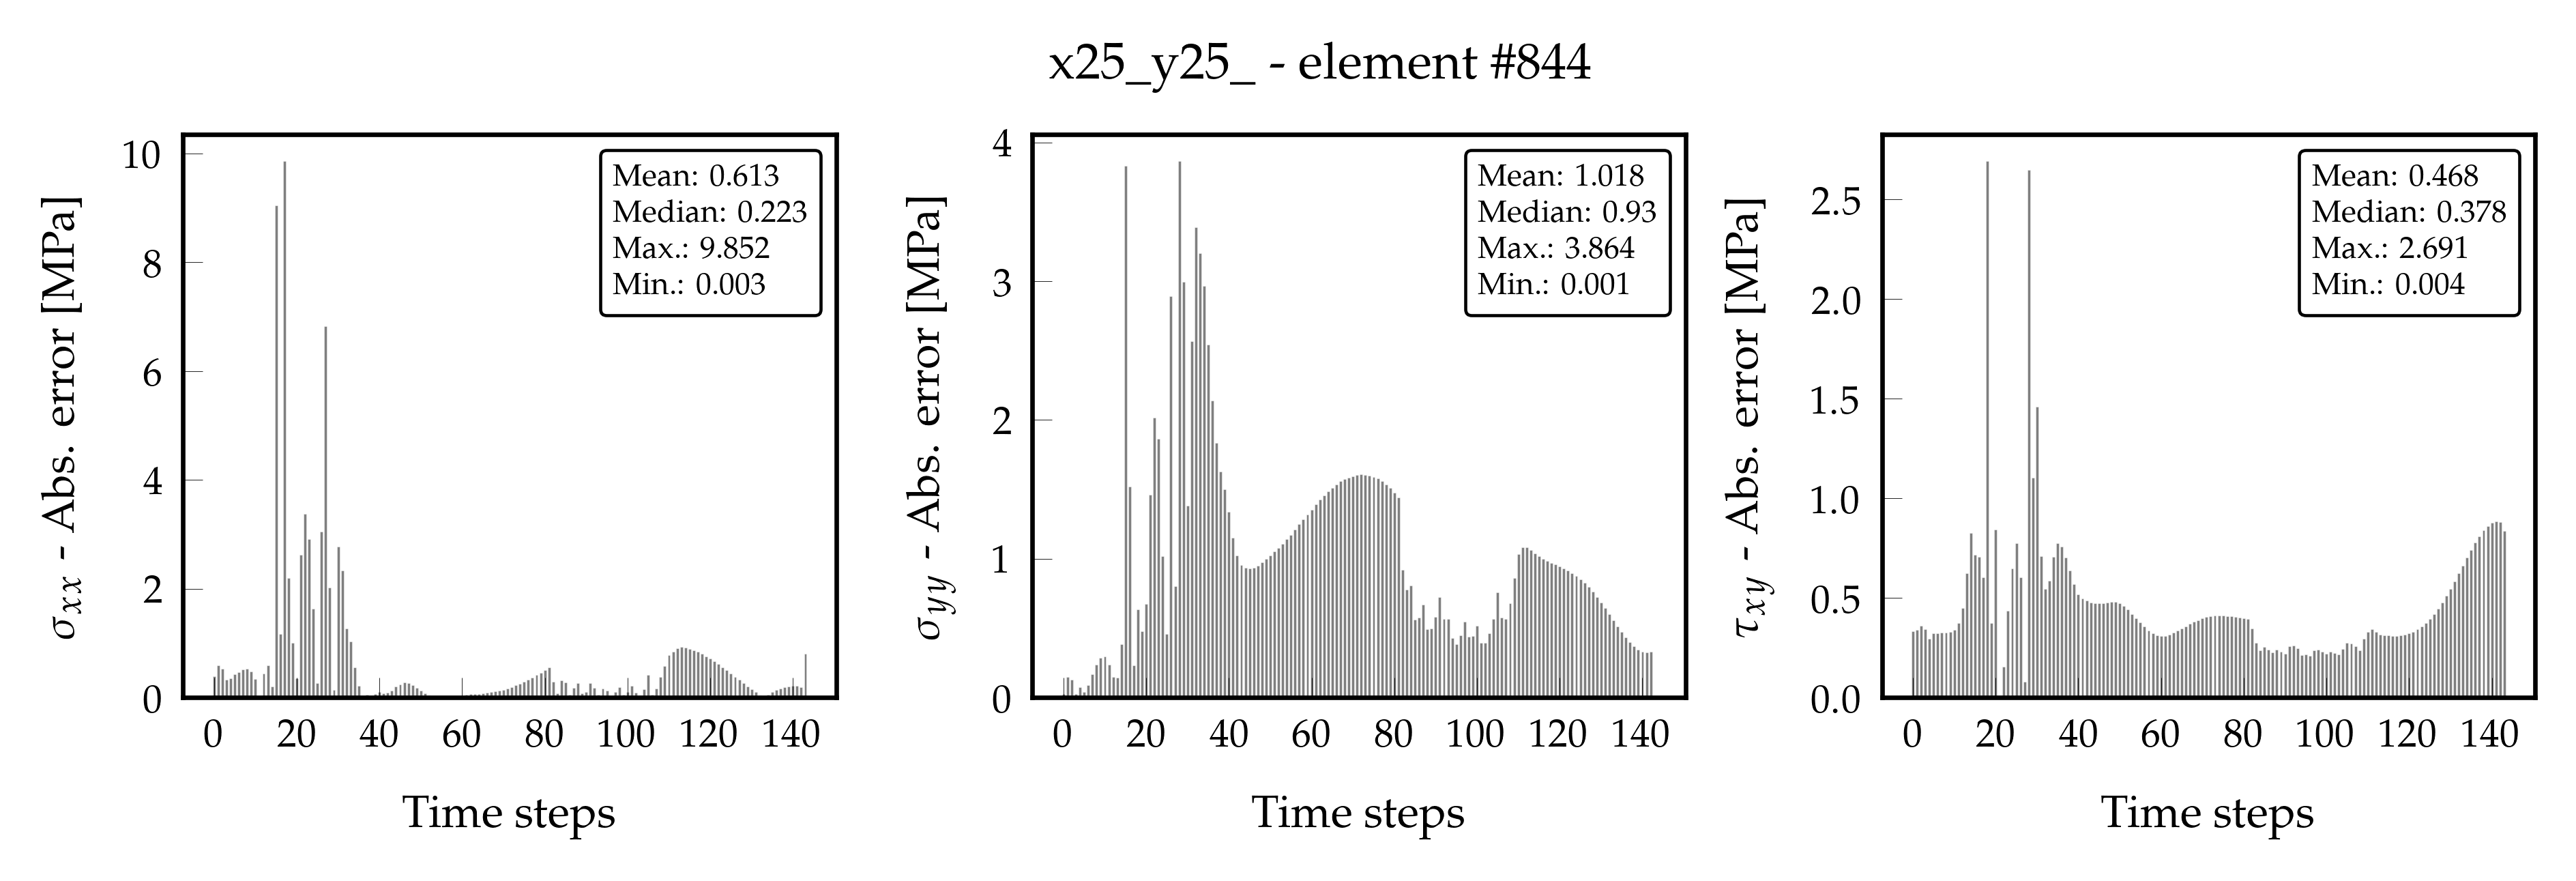 x25_y25_ - element #844
σxx - Abs. error [MPa]
10
8
6
4
2
0
Mean: 0.613
Median: 0.223
Max.: 9.852
Min.: 0.003
0 20 40 60 80 100 120 140
Time steps
σyy - Abs. error [MPa]
4
3
2
1
0
Mean: 1.018
Median: 0.93
Max.: 3.864
Min.: 0.001
0 20 40 60 80 100 120 140
Time steps
τxy - Abs. error [MPa]
2.5
2.0
1.5
1.0
0.5
0.0
Mean: 0.468
Median: 0.378
Max.: 2.691
Min.: 0.004
0 20 40 60 80 100 120 140
Time steps